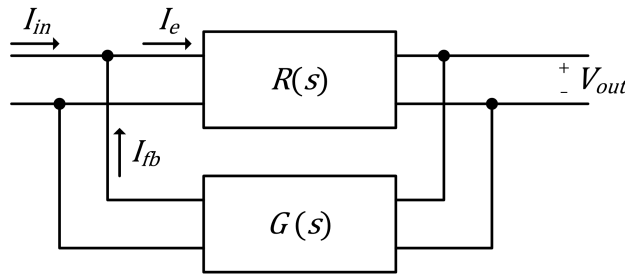 I_in
I_e
R(s)
+
-
V_out
I_fb
G(s)